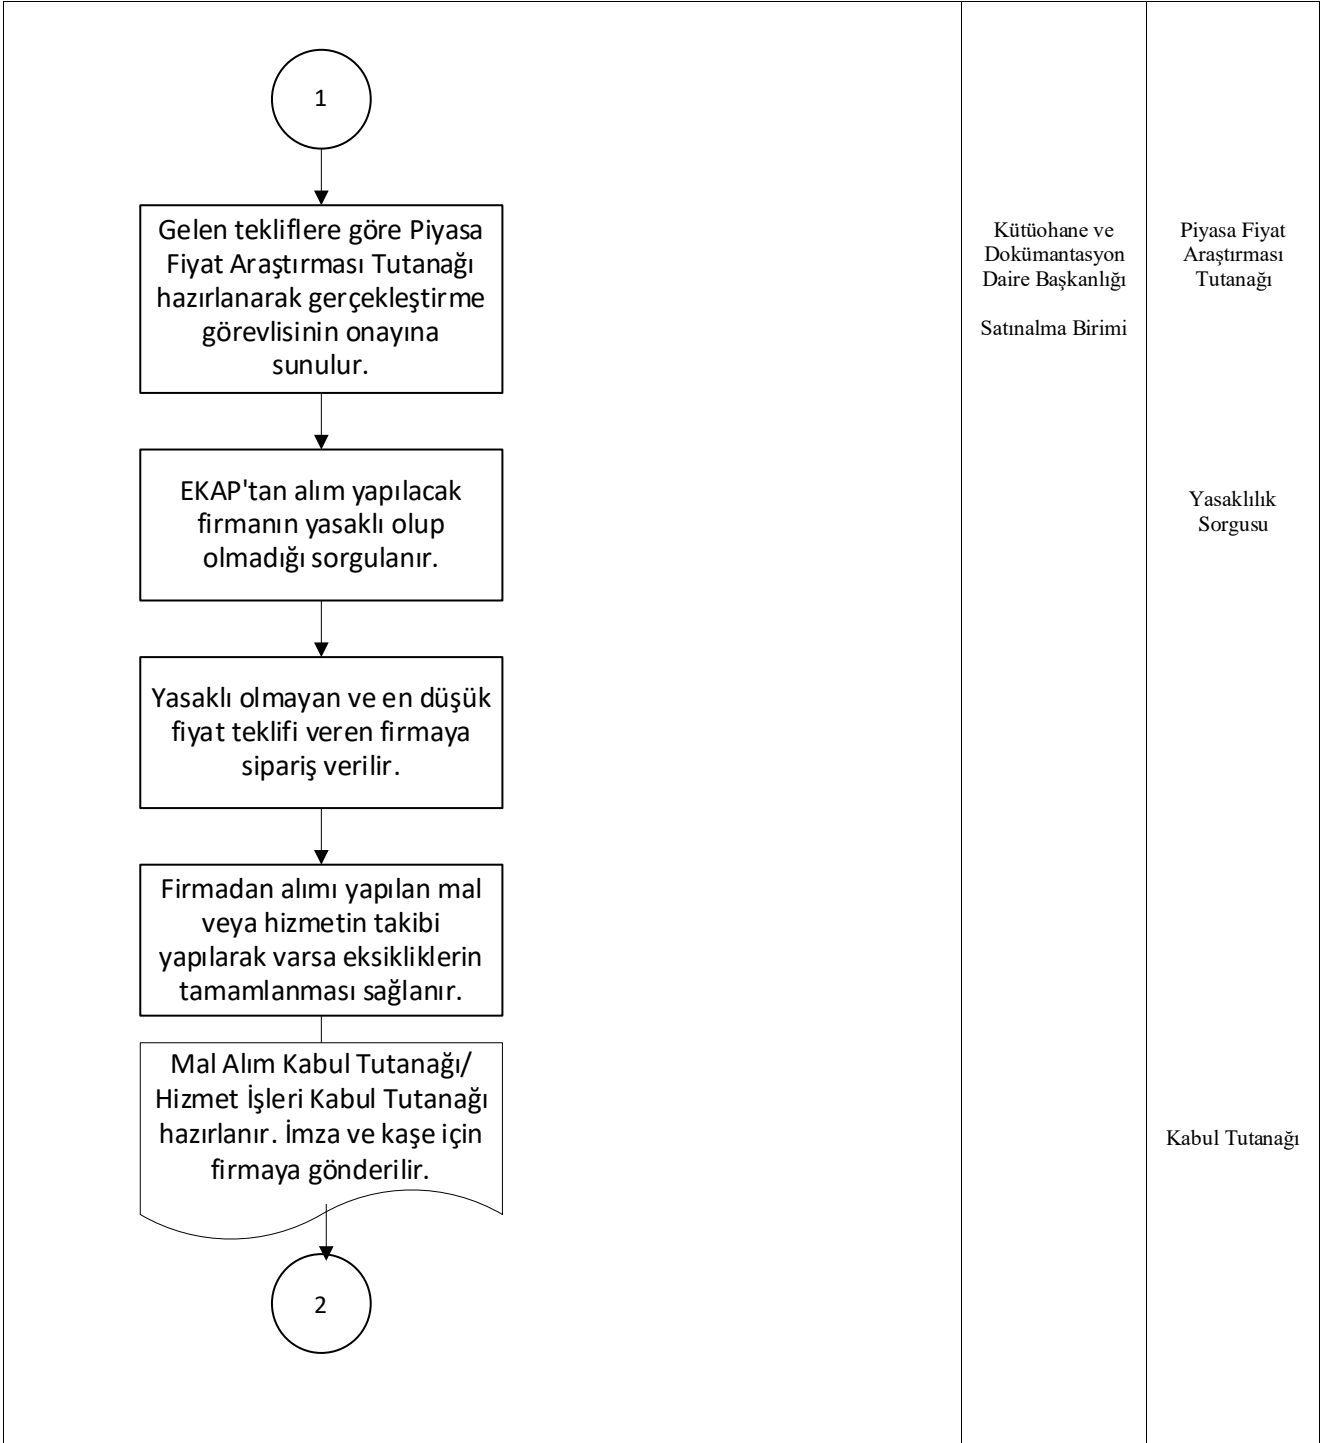 1
Gelen tekliflere göre Piyasa
Fiyat Araştırması Tutanağı
hazırlanarak gerçekleştirme
görevlisinin onayına
sunulur.
Kütüohane ve
Dokümantasyon
Daire Başkanlığı
Satınalma Birimi
Piyasa Fiyat
Araştırması
Tutanağı
EKAP'tan alım yapılacak
firmanın yasaklı olup
olmadığı sorgulanır.
Yasaklılık
Sorgusu
Yasaklı olmayan ve en düşük
fiyat teklifi veren firmaya
sipariş verilir.
Firmadan alımı yapılan mal
veya hizmetin takibi
yapılarak varsa eksikliklerin
tamamlanması sağlanır.
Mal Alım Kabul Tutanağı/
Hizmet İşleri Kabul Tutanağı
hazırlanır. İmza ve kaşe için
firmaya gönderilir.
Kabul Tutanağı
2